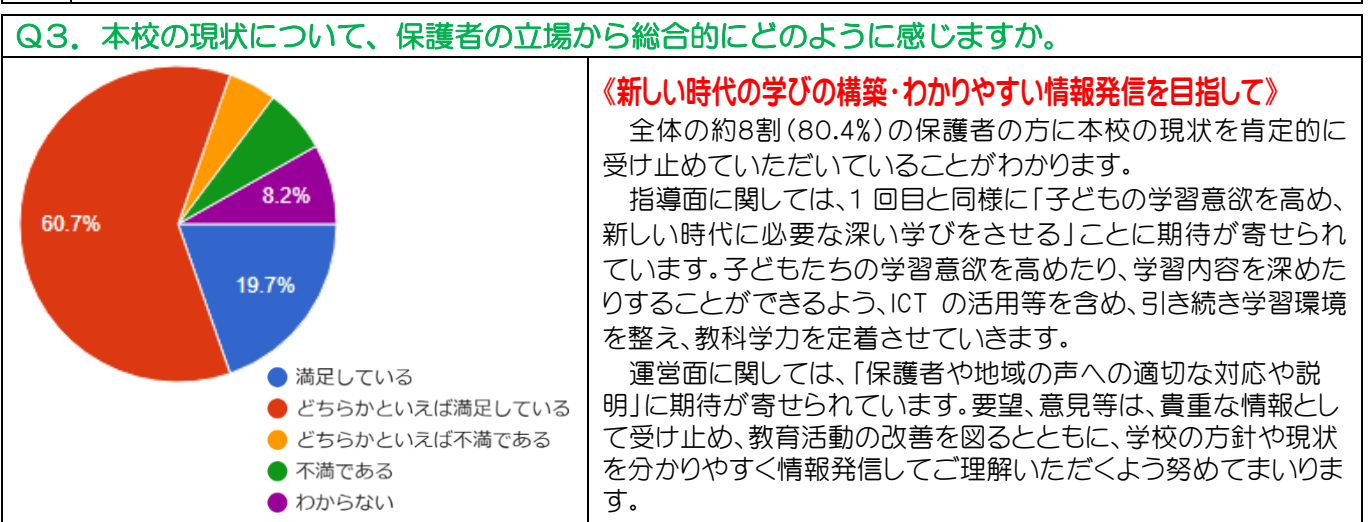 Q3．本校の現状について、保護者の立場から総合的にどのように感じますか。
60.7%
8.2%
19.7%
満足している
どちらかといえば満足している
どちらかといえば不満である
不満である
わからない
《新しい時代の学びの構築・わかりやすい情報発信を目指して》
全体の約8割(80.4%)の保護者の方に本校の現状を肯定的に
受け止めていただいていることがわかります。
指導面に関しては、1 回目と同様に「子どもの学習意欲を高め、
新しい時代に必要な深い学びをさせる」ことに期待が寄せられ
ています。子どもたちの学習意欲を高めたり、学習内容を深めた
りすることができるよう、ICT の活用等を含め、引き続き学習環境
を整え、教科学力を定着させていきます。
運営面に関しては、「保護者や地域の声への適切な対応や説
明」に期待が寄せられています。要望、意見等は、貴重な情報とし
て受け止め、教育活動の改善を図るとともに、学校の方針や現状
を分かりやすく情報発信してご理解いただくよう努めてまいりま
す。